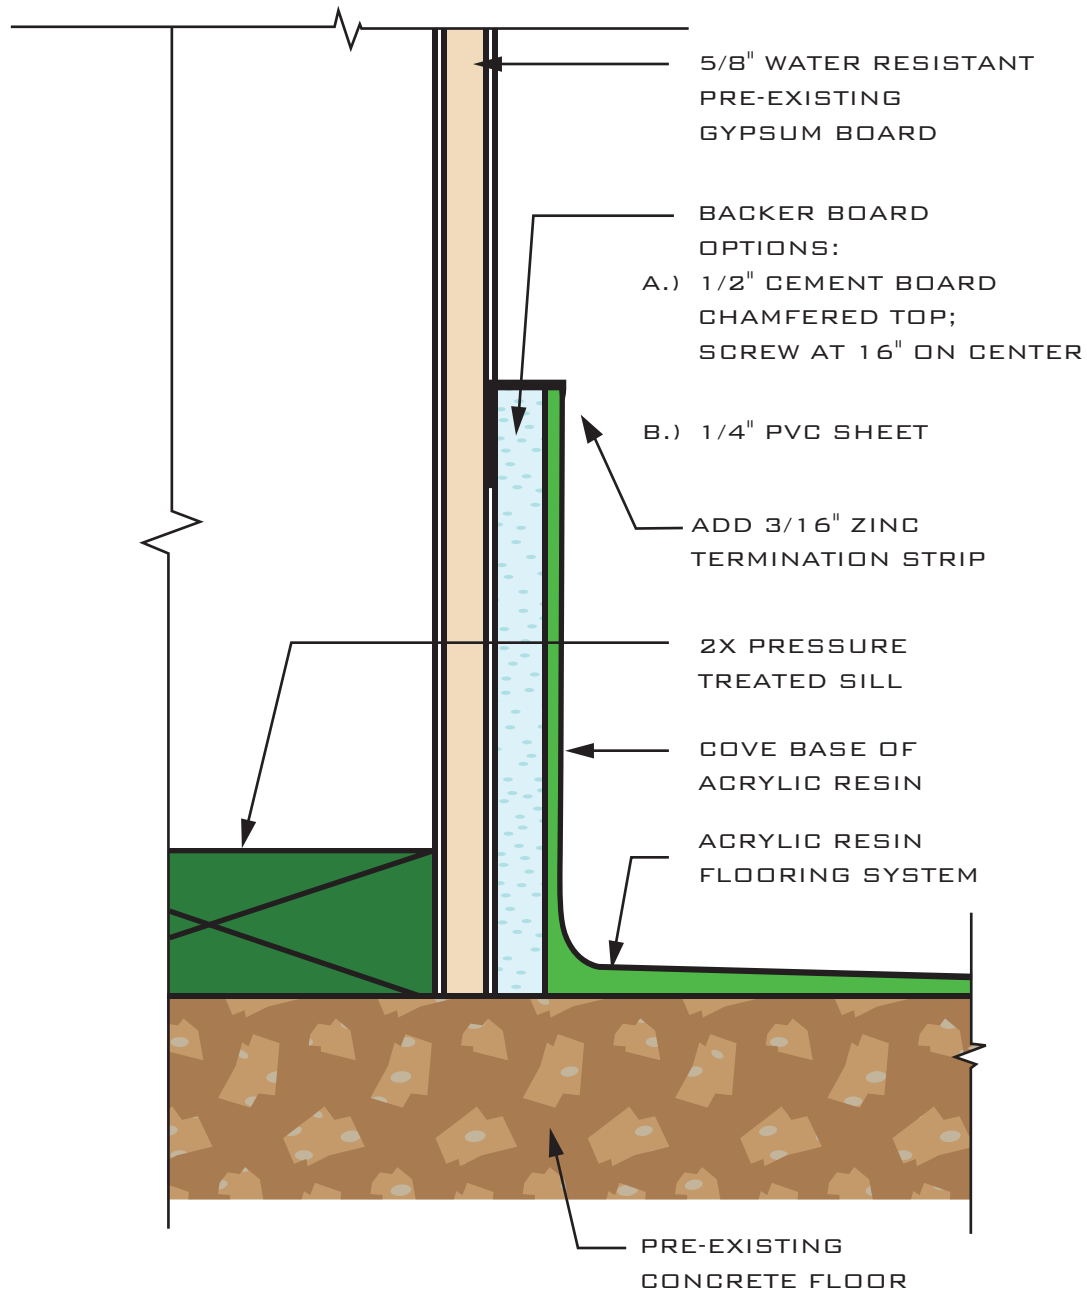 5/8" WATER RESISTANT
PRE-EXISTING
GYPSUM BOARD
BACKER BOARD
OPTIONS:
A.) 1/2" CEMENT BOARD
CHAMFERED TOP;
SCREW AT 16" ON CENTER
B.) 1/4" PVC SHEET
ADD 3/16" ZINC
TERMINATION STRIP
2X PRESSURE
TREATED SILL
COVE BASE OF
ACRYLIC RESIN
ACRYLIC RESIN
FLOORING SYSTEM
PRE-EXISTING
CONCRETE FLOOR